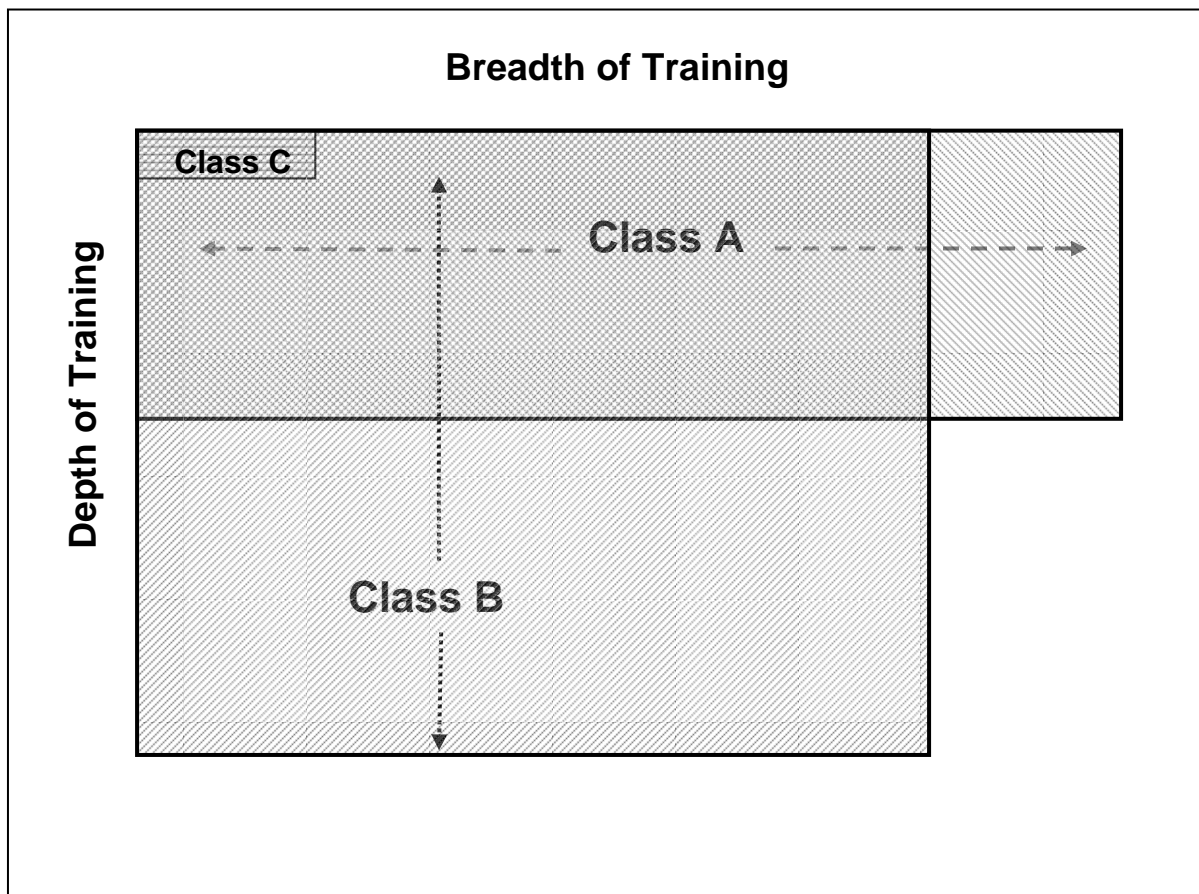 Breadth of Training
Class C
Class A
Depth of Training
Class B